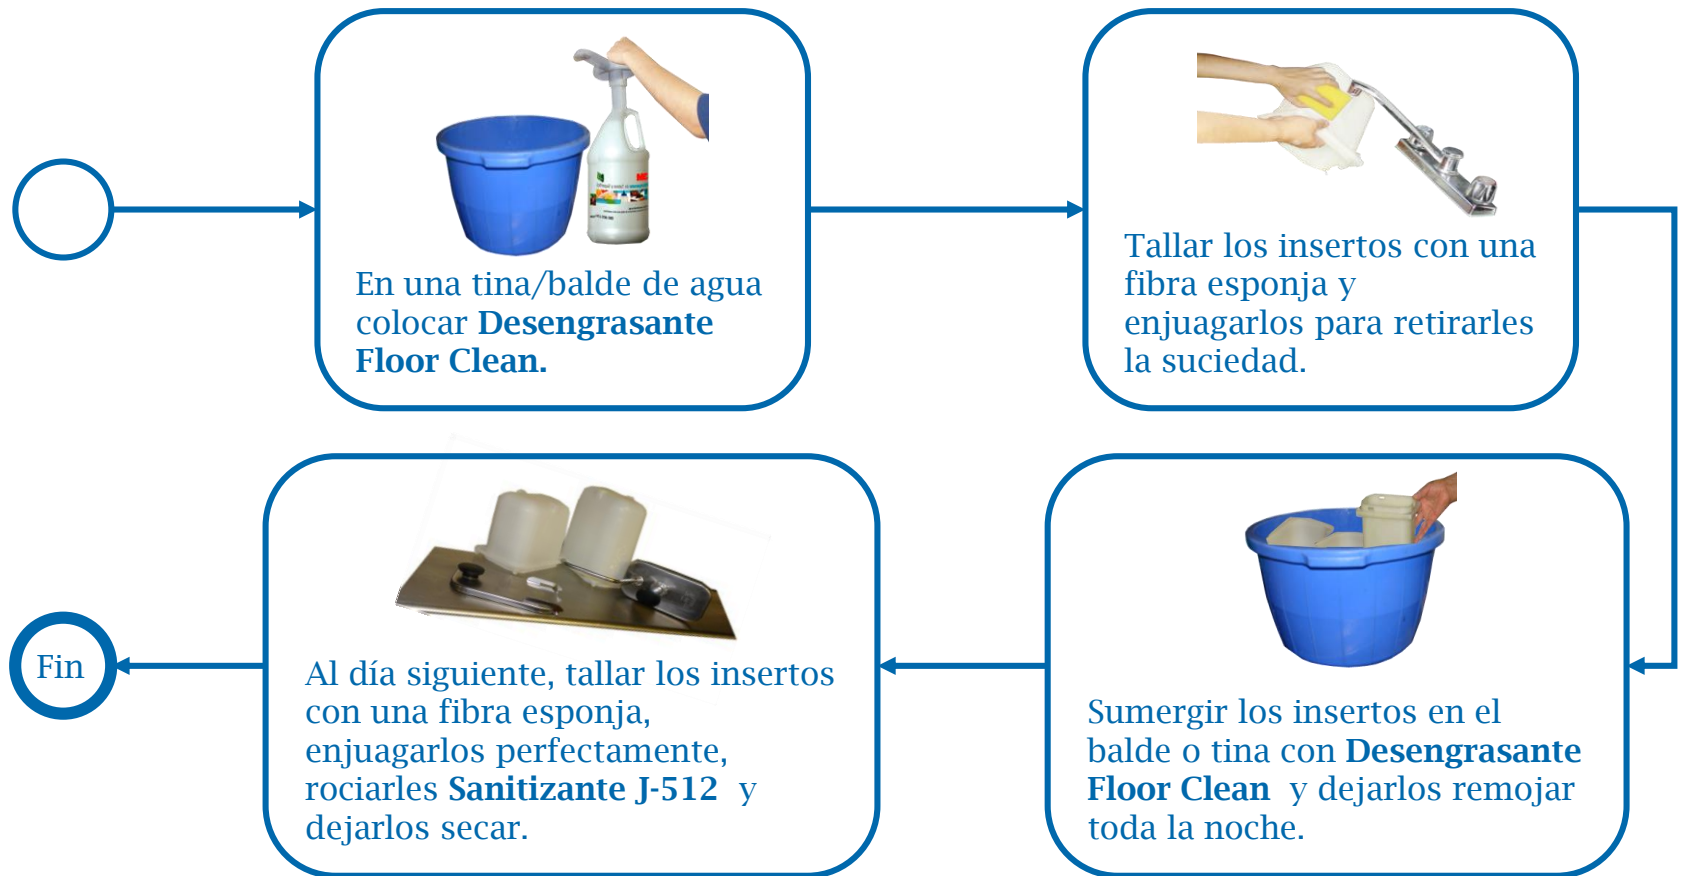 En una tina/balde de agua
colocar Desengrasante
Floor Clean.
Tallar los insertos con una
fibra esponja y
enjuagarlos para retirarles
la suciedad.
Sumergir los insertos en el
balde o tina con Desengrasante
Floor Clean y dejarlos remojar
toda la noche.
Al día siguiente, tallar los insertos
con una fibra esponja,
enjuagarlos perfectamente,
rociarles Sanitizante J-512 y
dejarlos secar.
Fin